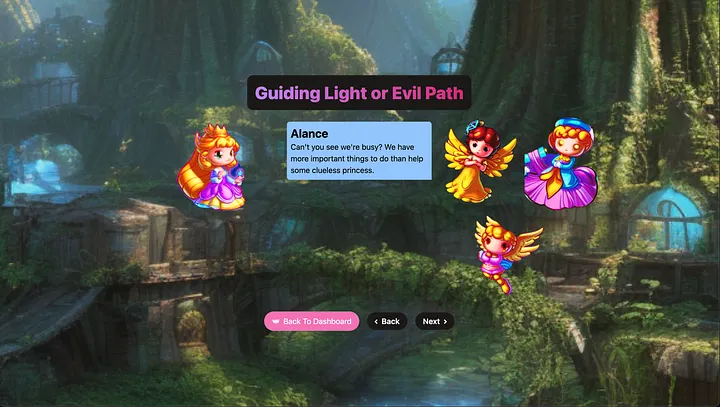 Guiding Light or Evil Path
Alance
Can't you see we're busy? We have
more important things to do than help
some clueless princess.
Back To Dashboard
Back
Next